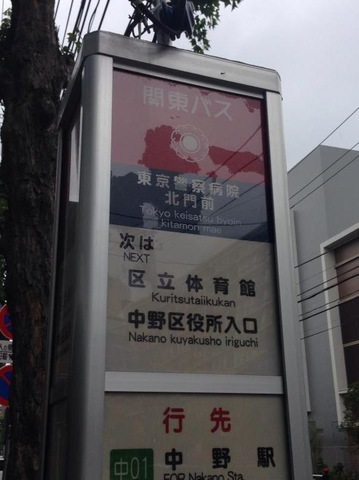 関東バス
東京警察病院
北門前
Tokyo keisatsu byoin
kitamon mae
次は
NEXT
区立体育館
Kuritsutaiikukan
中野区役所入口
Nakano kuyakusho iriguchi
行先
中01 中野駅
FOR Nakano Sta.